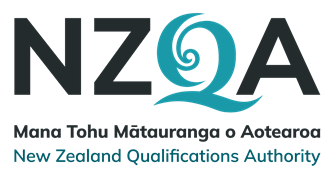 NZQA
Mana Tohu Mātauranga o Aotearoa
New Zealand Qualifications Authority